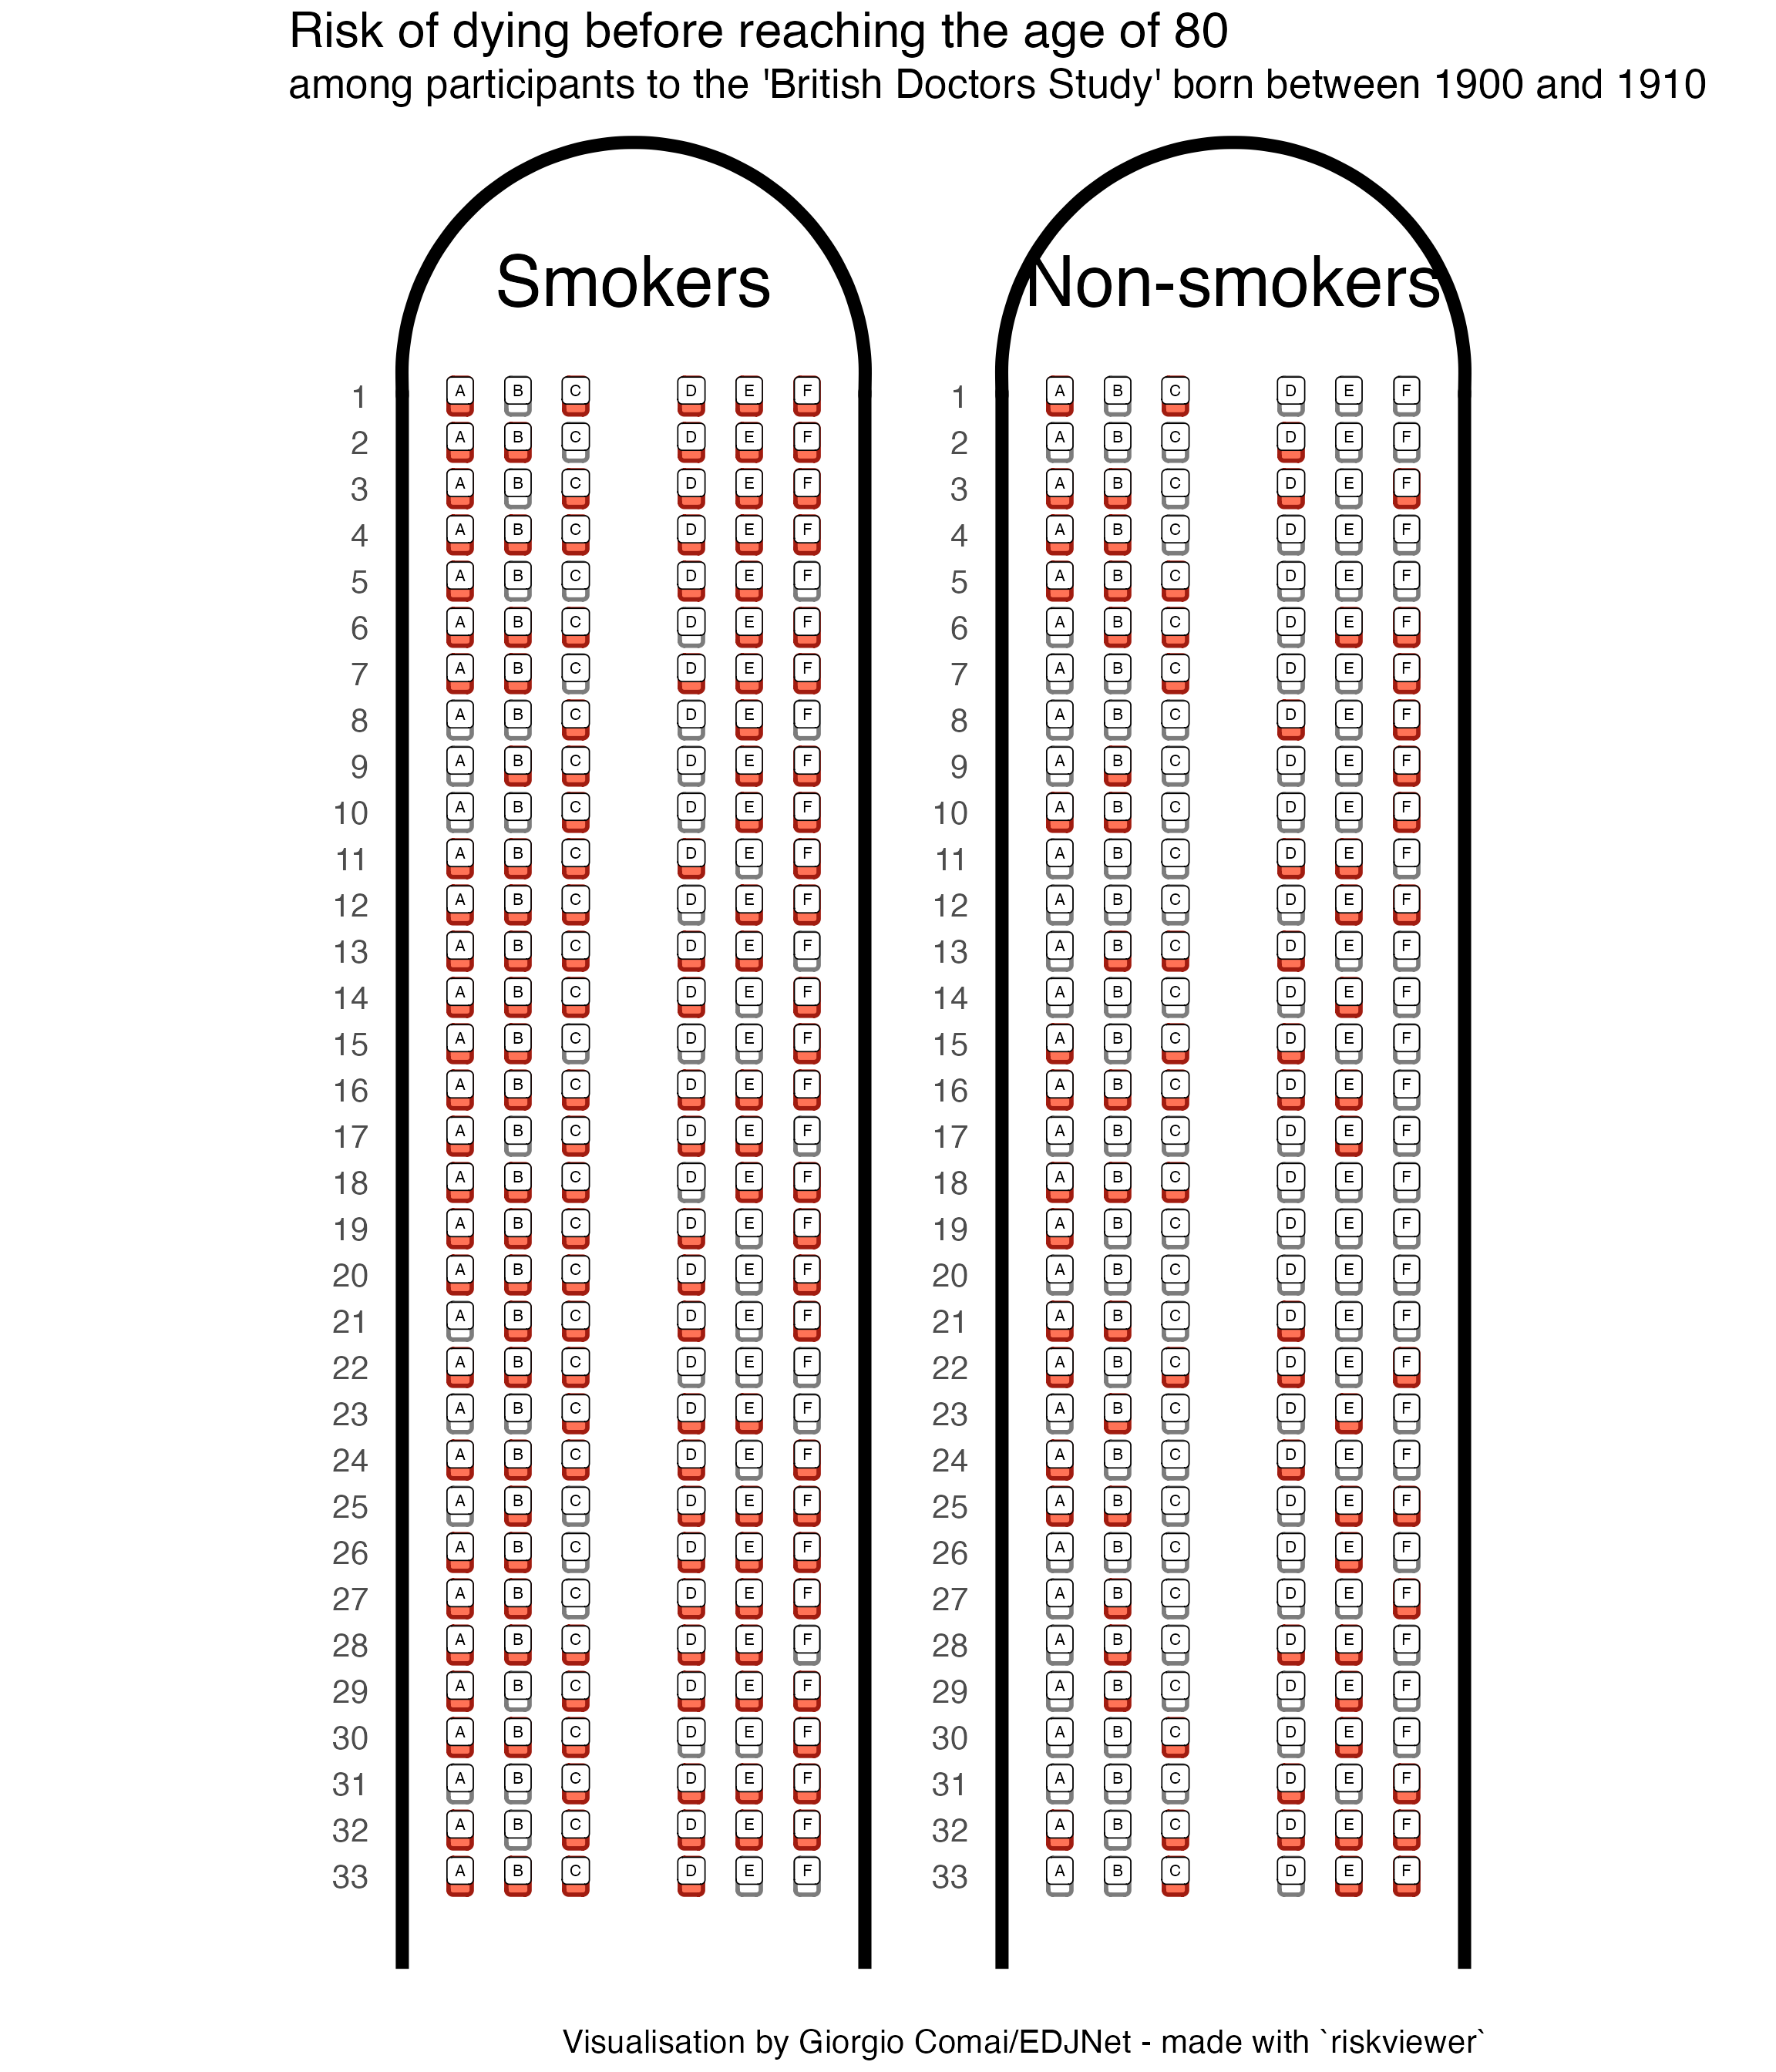 Risk of dying before reaching the age of 80
among participants to the 'British Doctors Study' born between 1900 and 1910
Smokers Non-smokers
1 A B C D E F 1 A B C D E F
2 A B C D E F 2 A B C D E F
3 A B C D E F 3 A B C D E F
4 A B C D E F 4 A B C D E F
5 A B C D E F 5 A B C D E F
6 A B C D E F 6 A B C D E F
7 A B C D E F 7 A B C D E F
8 A B C D E F 8 A B C D E F
9 A B C D E F 9 A B C D E F
10 A B C D E F 10 A B C D E F
11 A B C D E F 11 A B C D E F
12 A B C D E F 12 A B C D E F
13 A B C D E F 13 A B C D E F
14 A B C D E F 14 A B C D E F
15 A B C D E F 15 A B C D E F
16 A B C D E F 16 A B C D E F
17 A B C D E F 17 A B C D E F
18 A B C D E F 18 A B C D E F
19 A B C D E F 19 A B C D E F
20 A B C D E F 20 A B C D E F
21 A B C D E F 21 A B C D E F
22 A B C D E F 22 A B C D E F
23 A B C D E F 23 A B C D E F
24 A B C D E F 24 A B C D E F
25 A B C D E F 25 A B C D E F
26 A B C D E F 26 A B C D E F
27 A B C D E F 27 A B C D E F
28 A B C D E F 28 A B C D E F
29 A B C D E F 29 A B C D E F
30 A B C D E F 30 A B C D E F
31 A B C D E F 31 A B C D E F
32 A B C D E F 32 A B C D E F
33 A B C D E F 33 A B C D E F
Visualisation by Giorgio Comai/EDJNet - made with `riskviewer`